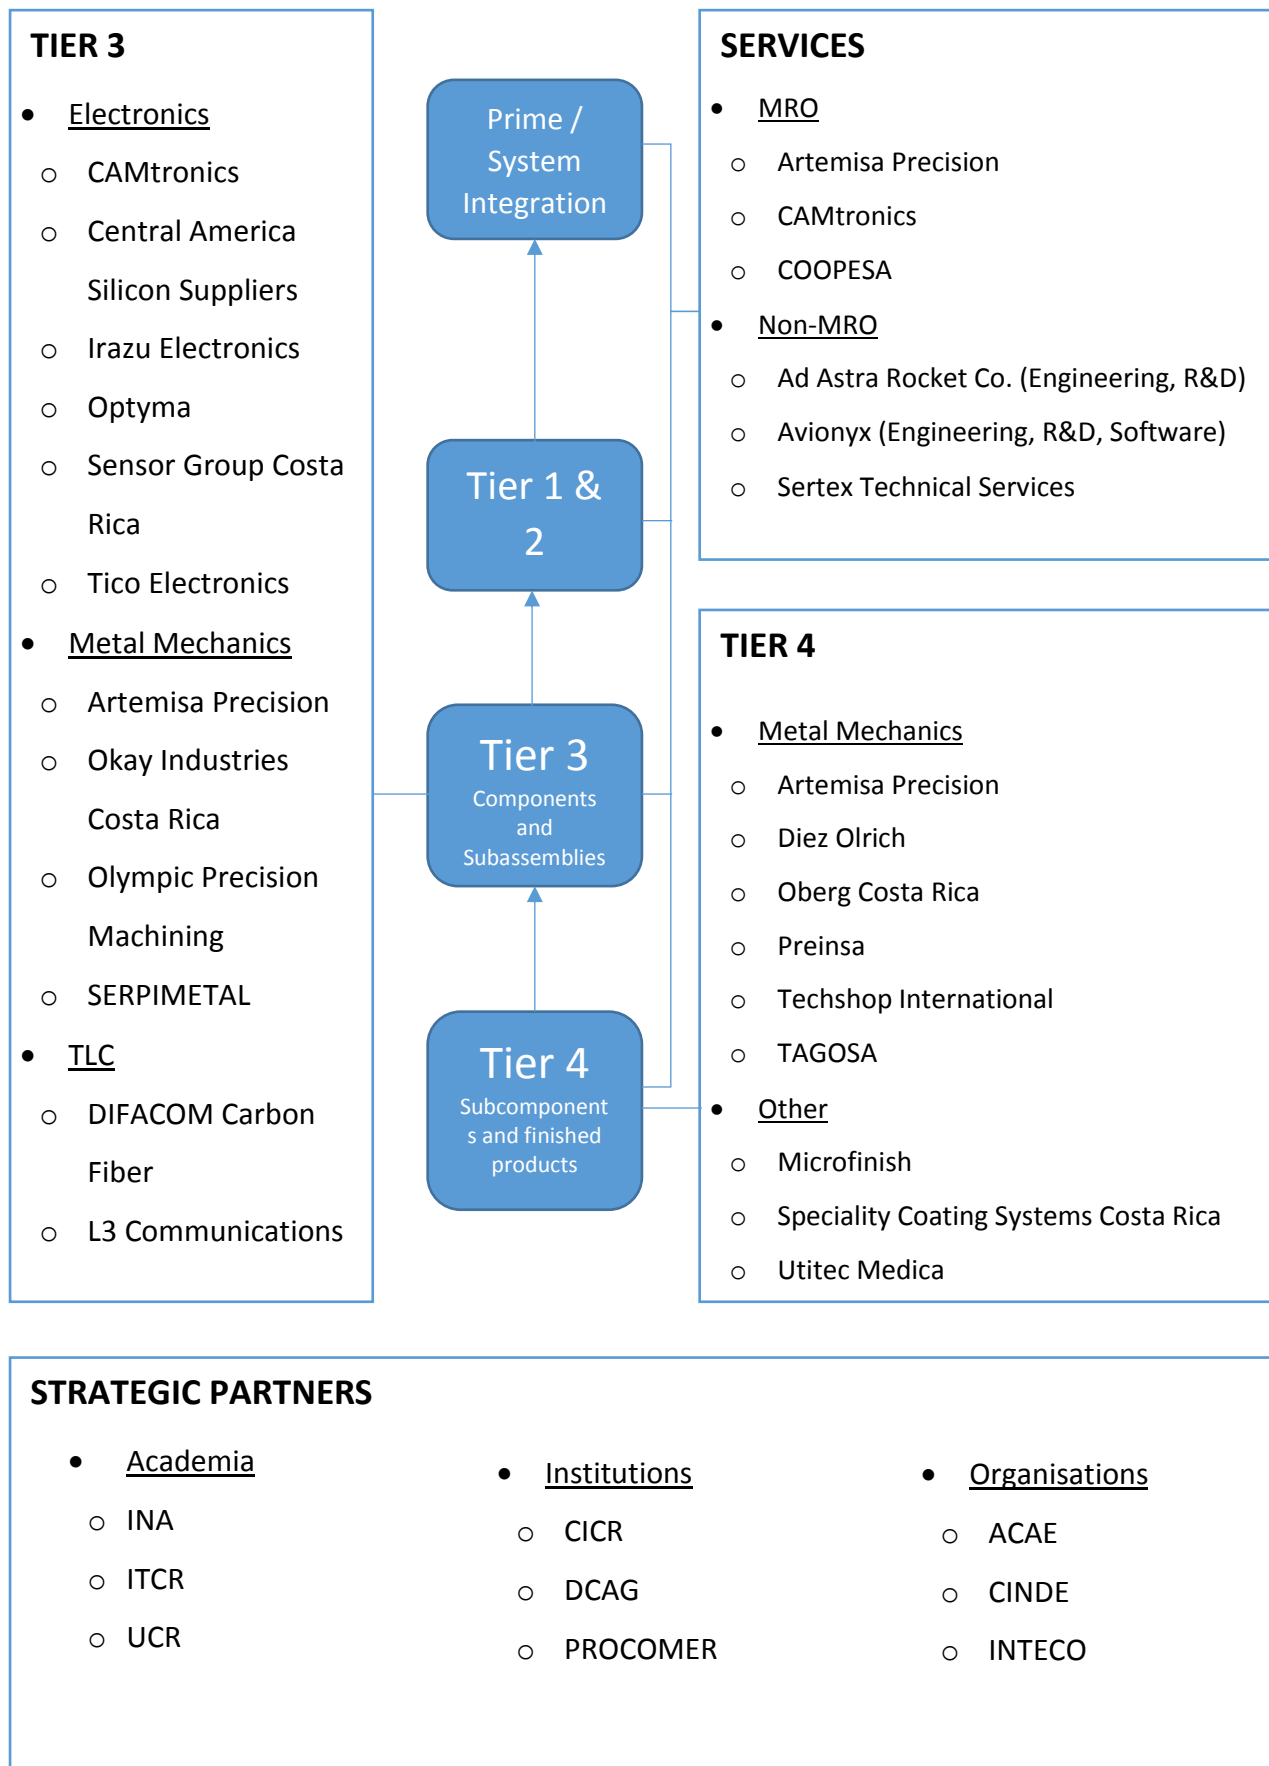 TIER 3
Electronics
CAMtronics
Central America
Silicon Suppliers
Irazu Electronics
Optyma
Sensor Group Costa
Rica
Tico Electronics
Metal Mechanics
Artemisa Precision
Okay Industries
Costa Rica
Olympic Precision
Machining
SERPIMETAL
TLC
DIFACOM Carbon
Fiber
L3 Communications
Prime /
System
Integration
Tier 1 &
2
Tier 3
Components
and
Subassemblies
Tier 4
Subcomponent
s and finished
products
SERVICES
MRO
Artemisa Precision
CAMtronics
COOPESA
Non-MRO
Ad Astra Rocket Co. (Engineering, R&D)
Avionyx (Engineering, R&D, Software)
Sertex Technical Services
TIER 4
Metal Mechanics
Artemisa Precision
Diez Olrich
Oberg Costa Rica
Preinsa
Techshop International
TAGOSA
Other
Microfinish
Speciality Coating Systems Costa Rica
Utitec Medica
STRATEGIC PARTNERS
Academia
INA
ITCR
UCR
Institutions
CICR
DCAG
PROCOMER
Organisations
ACAE
CINDE
INTECO